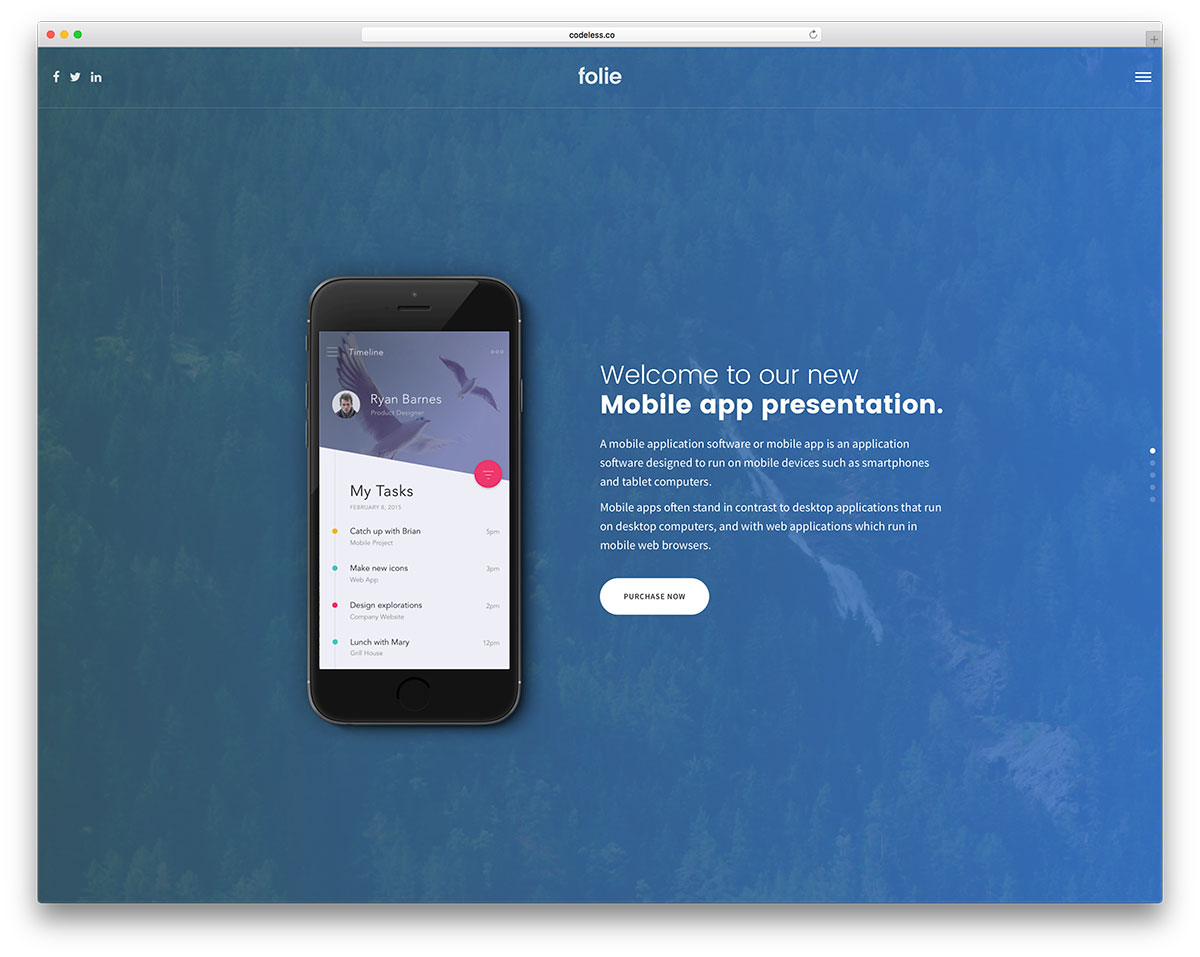 codeless.co
folie
Timeline
Ryan Barnes
Product Designer
My Tasks
FEBRUARY 8, 2015
Catch up with Brian 5pm
Mobile Project
Make new icons 3pm
Web App
Design explorations 2pm
Company Website
Lunch with Mary 12pm
Grill House
Welcome to our new
Mobile app presentation.
A mobile application software or mobile app is an application
software designed to run on mobile devices such as smartphones
and tablet computers.
Mobile apps often stand in contrast to desktop applications that run
on desktop computers, and with web applications which run in
mobile web browsers.
PURCHASE NOW